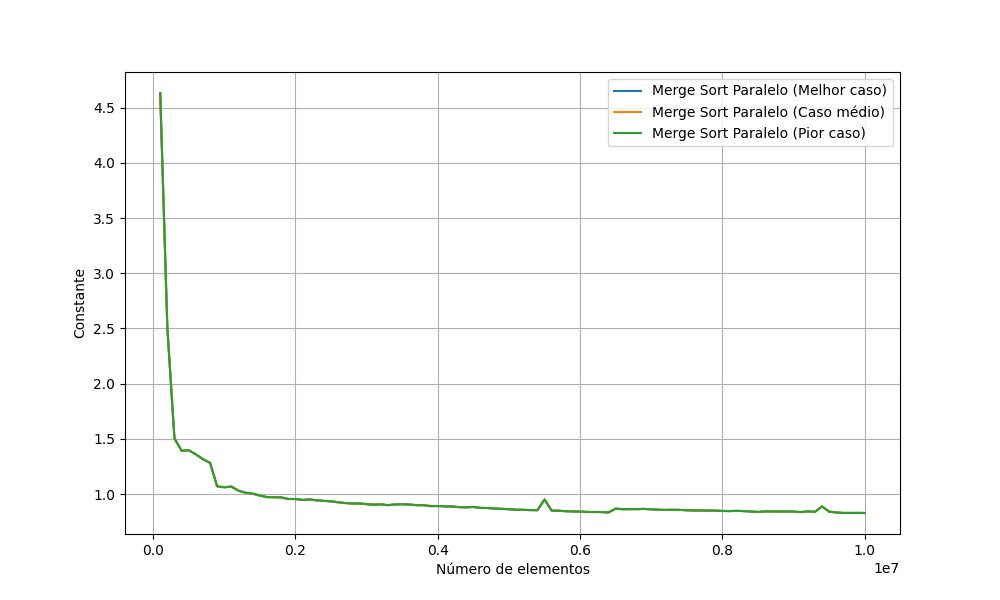 Merge Sort Paralelo (Melhor caso)
Merge Sort Paralelo (Caso médio)
Merge Sort Paralelo (Pior caso)
4.5
4.0
3.5
3.0
2.5
2.0
1.5
1.0
Constante
0.0 0.2 0.4 0.6 0.8 1.0
1e7
Número de elementos